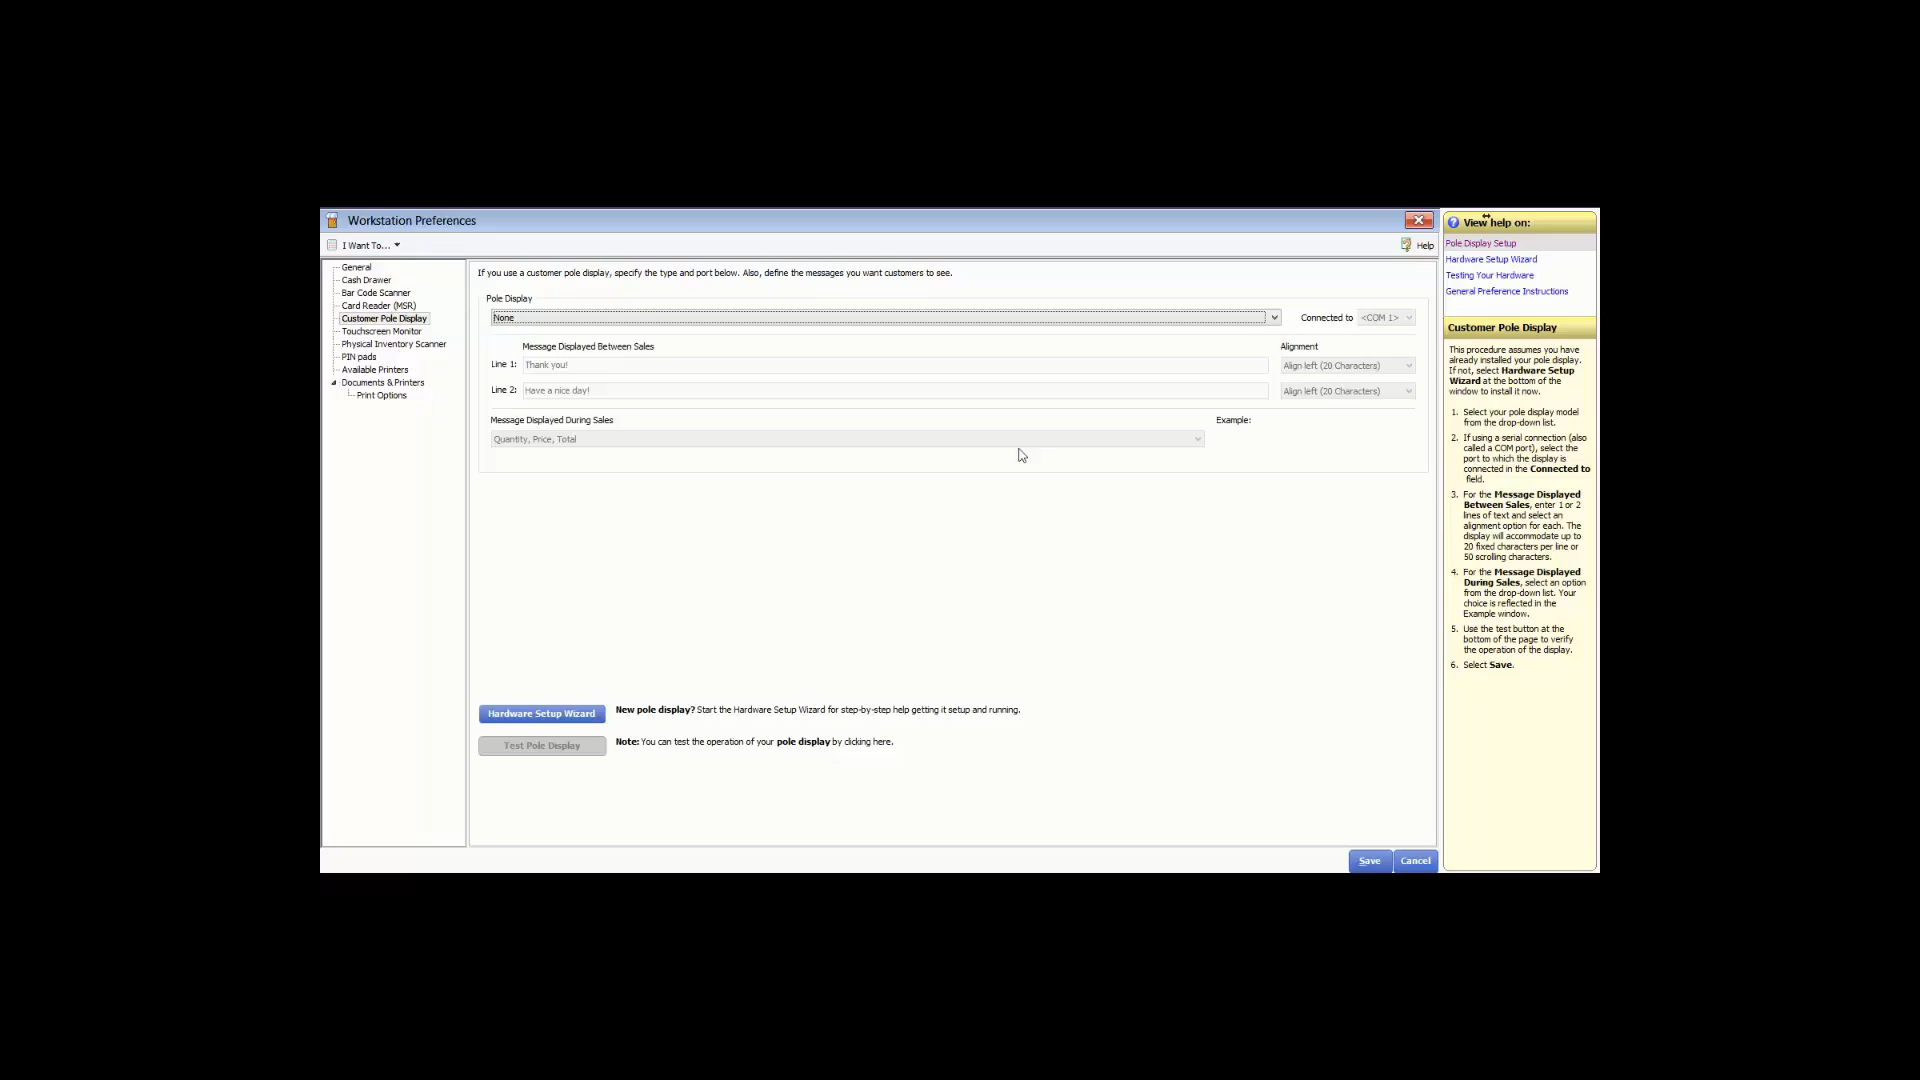 Workstation Preferences
I Want To...
Help
General
Cash Drawer
Bar Code Scanner
Card Reader (MSR)
Customer Pole Display
Touchscreen Monitor
Physical Inventory Scanner
PIN pads
Available Printers
Documents & Printers
Print Options
If you use a customer pole display, specify the type and port below. Also, define the messages you want customers to see.
Pole Display
None
Connected to <COM 1>
Message Displayed Between Sales
Alignment
Line 1: Thank you!
Align left (20 Characters)
Line 2: Have a nice day!
Align left (20 Characters)
Message Displayed During Sales
Example:
Quantity, Price, Total
Hardware Setup Wizard
New pole display? Start the Hardware Setup Wizard for step-by-step help getting it setup and running.
Test Pole Display
Note: You can test the operation of your pole display by clicking here.
Save
Cancel
View help on:
Pole Display Setup
Hardware Setup Wizard
Testing Your Hardware
General Preference Instructions
Customer Pole Display
This procedure assumes you have
already installed your pole display.
If not, select Hardware Setup
Wizard at the bottom of the
window to install it now.
1. Select your pole display model
from the drop-down list.
2. If using a serial connection (also
called a COM port), select the
port to which the display is
connected in the Connected to
field.
3. For the Message Displayed
Between Sales, enter 1 or 2
lines of text and select an
alignment option for each. The
display will accommodate up to
20 fixed characters per line or
50 scrolling characters.
4. For the Message Displayed
During Sales, select an option
from the drop-down list. Your
choice is reflected in the
Example window.
5. Use the test button at the
bottom of the page to verify
the operation of the display.
6. Select Save.